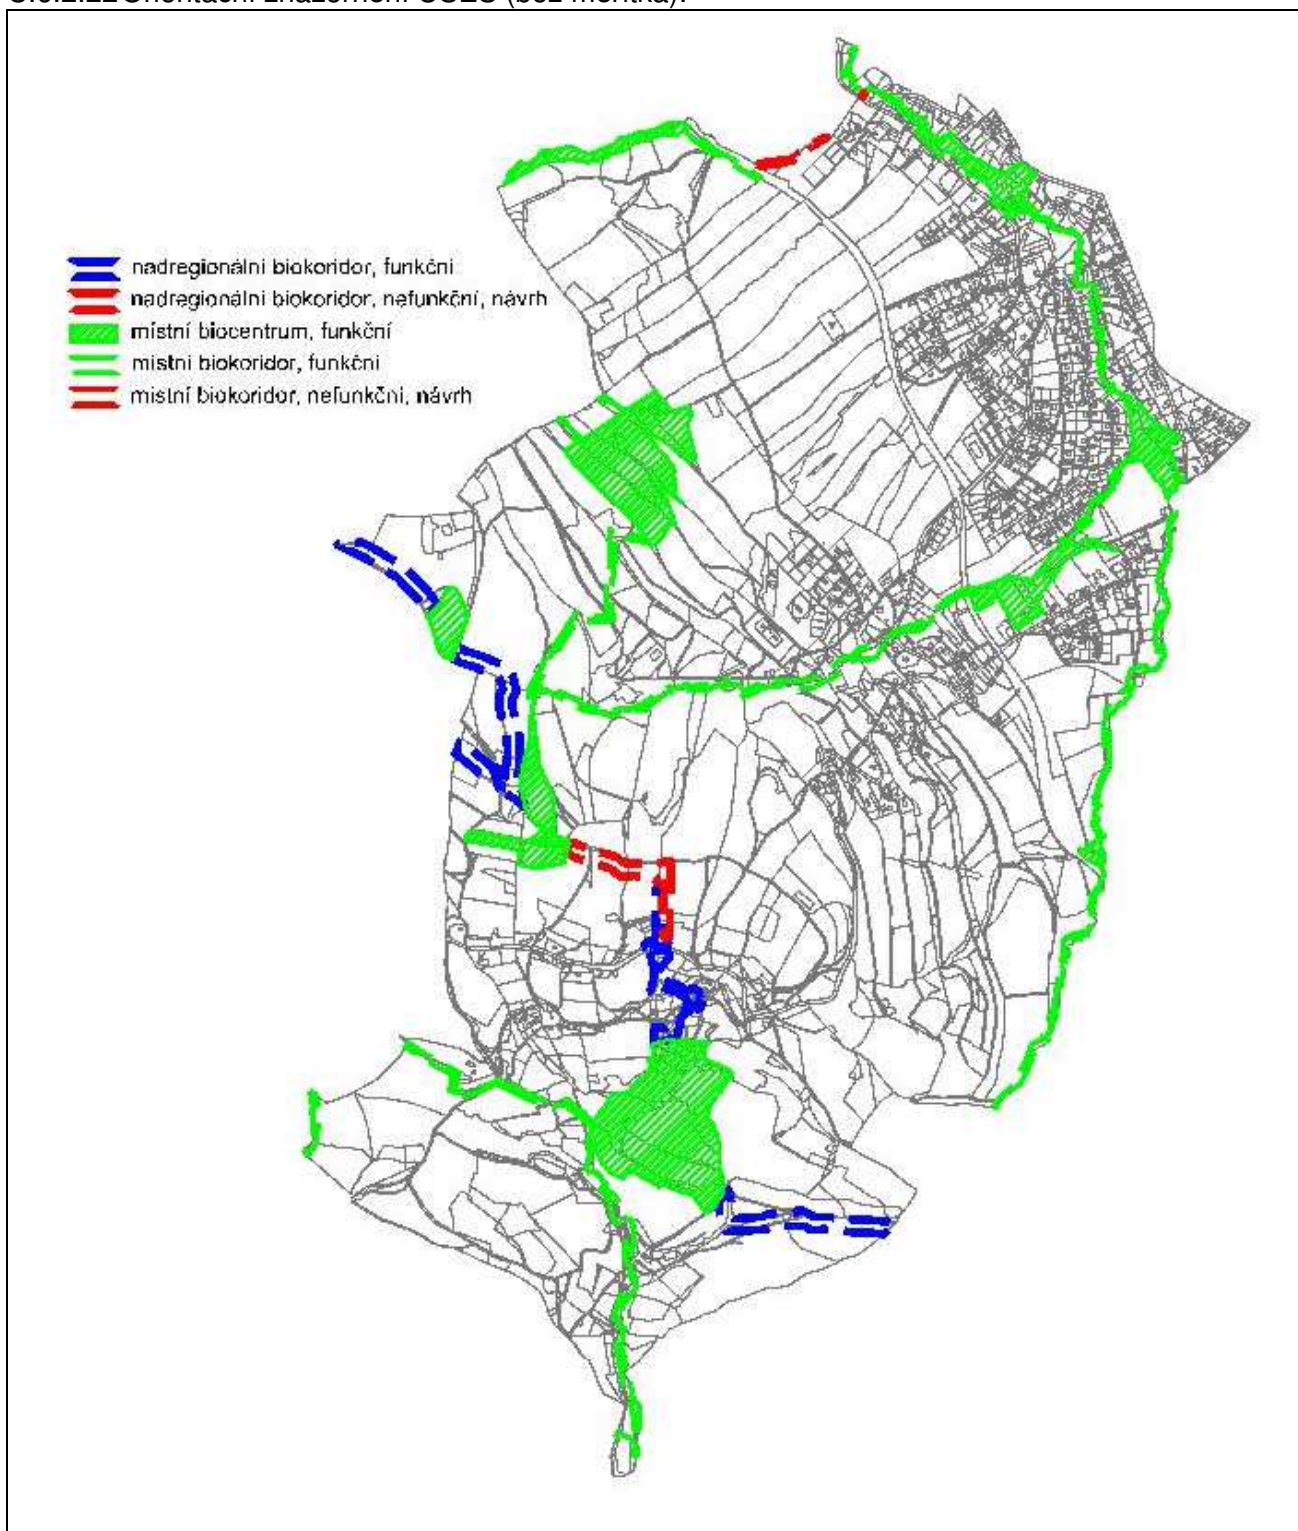 nadregionální biokoridor, funkční
nadregionální biokoridor, nefunkční, návrh
místní biocentrum, funkční
místní biokoridor, funkční
místní biokoridor, nefunkční, návrh